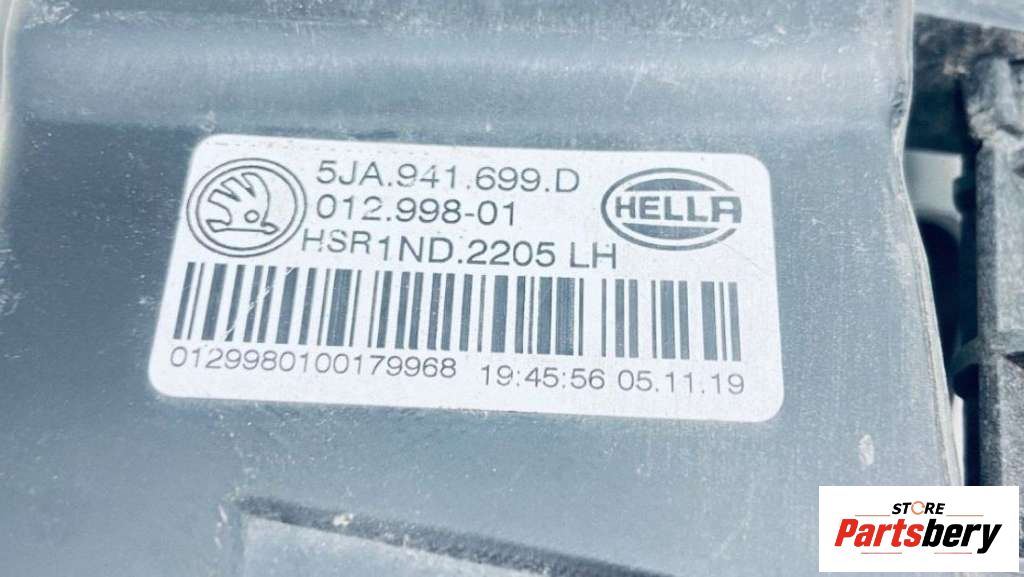 5JA.941.699.D
012.998-01
HSR1ND.2205 LH
HELLA
0129980100179968 19:45:56 05.11.19
STORE
Partsbery